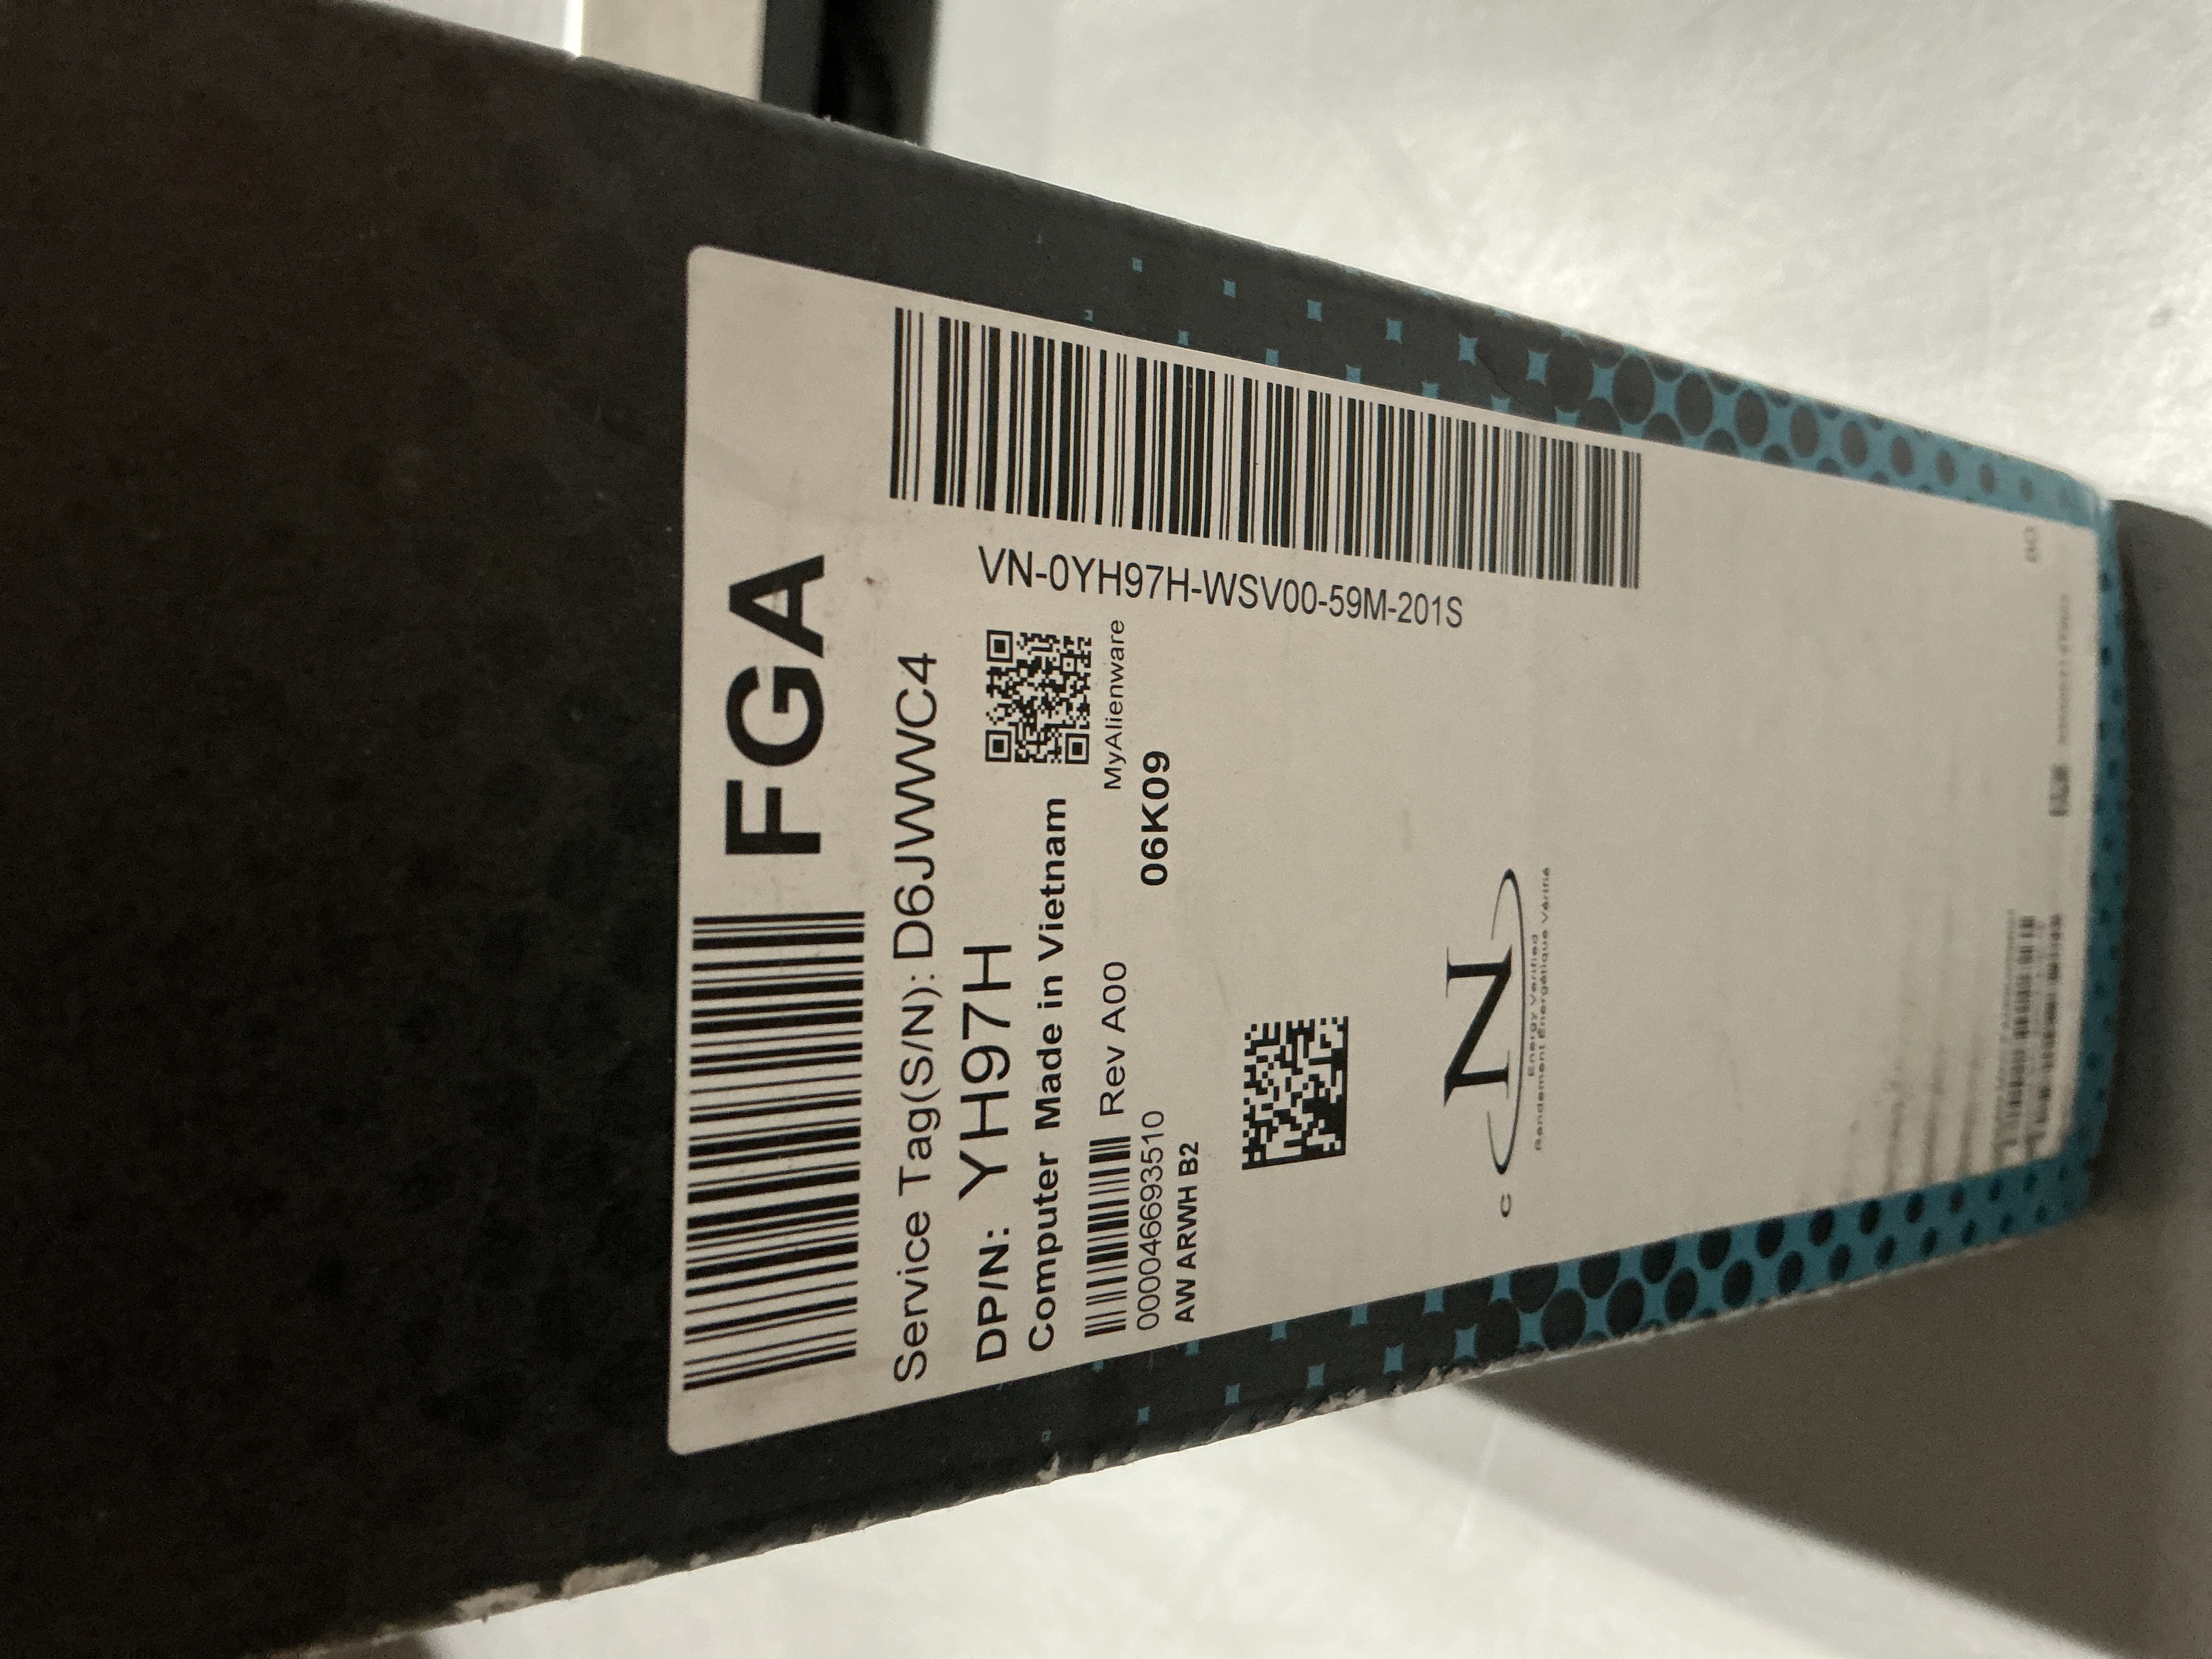 FGA
Service Tag(S/N): D6JWWC4
DP/N: YH97H
Computer Made in Vietnam
MyAlienware
Rev A00
06K09
000046693510
AW ARWH B2
VN-0YH97H-WSV00-59M-201S
C
N
Energy Verified
Rendement Énergétique Vérifié